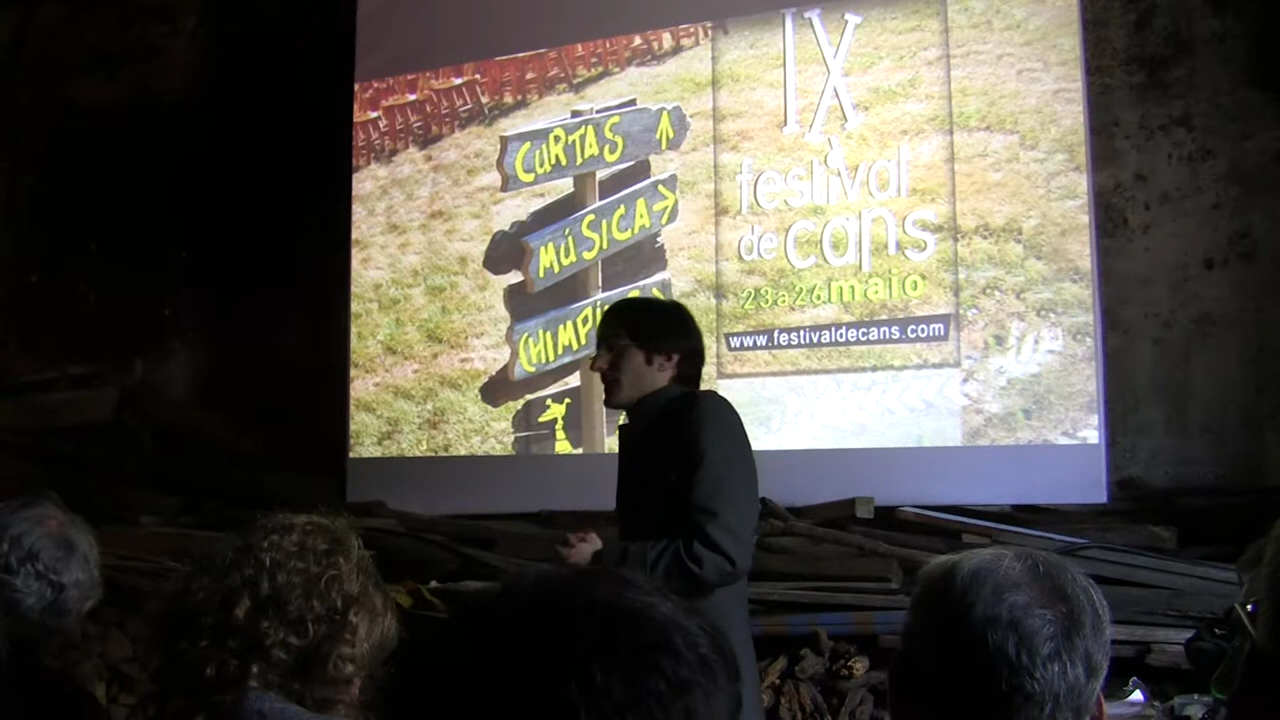 CURTAS
MÚSICA
IX
festival
de cans
23a26maio
www.festivaldecans.com